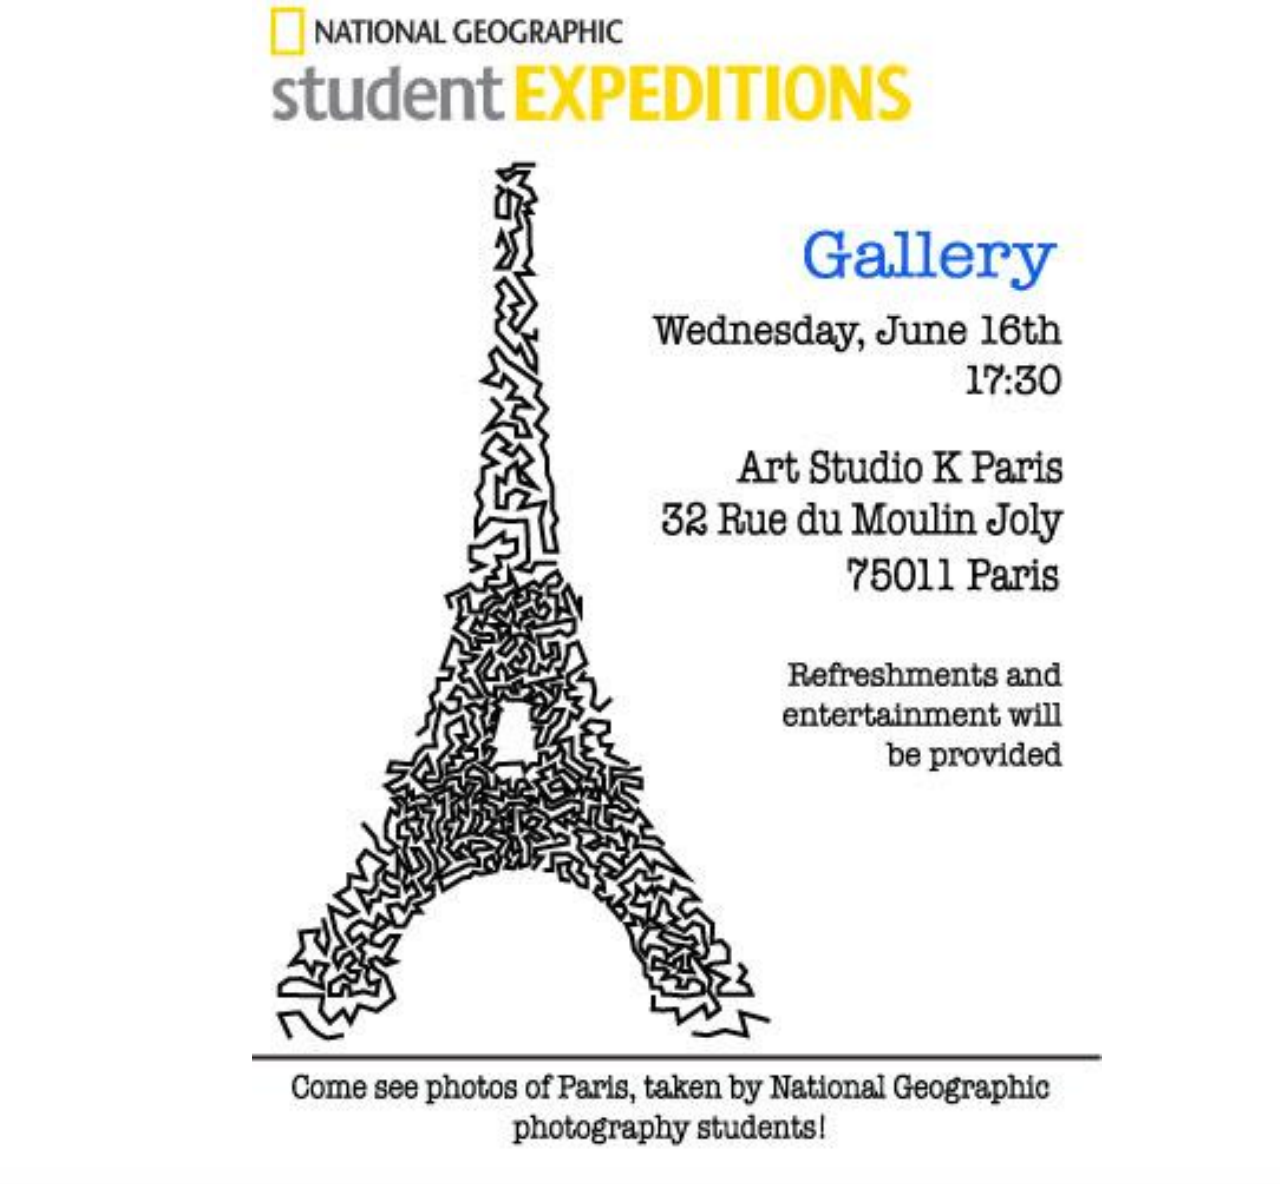 NATIONAL GEOGRAPHIC
student EXPEDITIONS
Gallery
Wednesday, June 16th
17:30
Art Studio K Paris
32 Rue du Moulin Joly
75011 Paris
Refreshments and
entertainment will
be provided
Come see photos of Paris, taken by National Geographic
photography students!